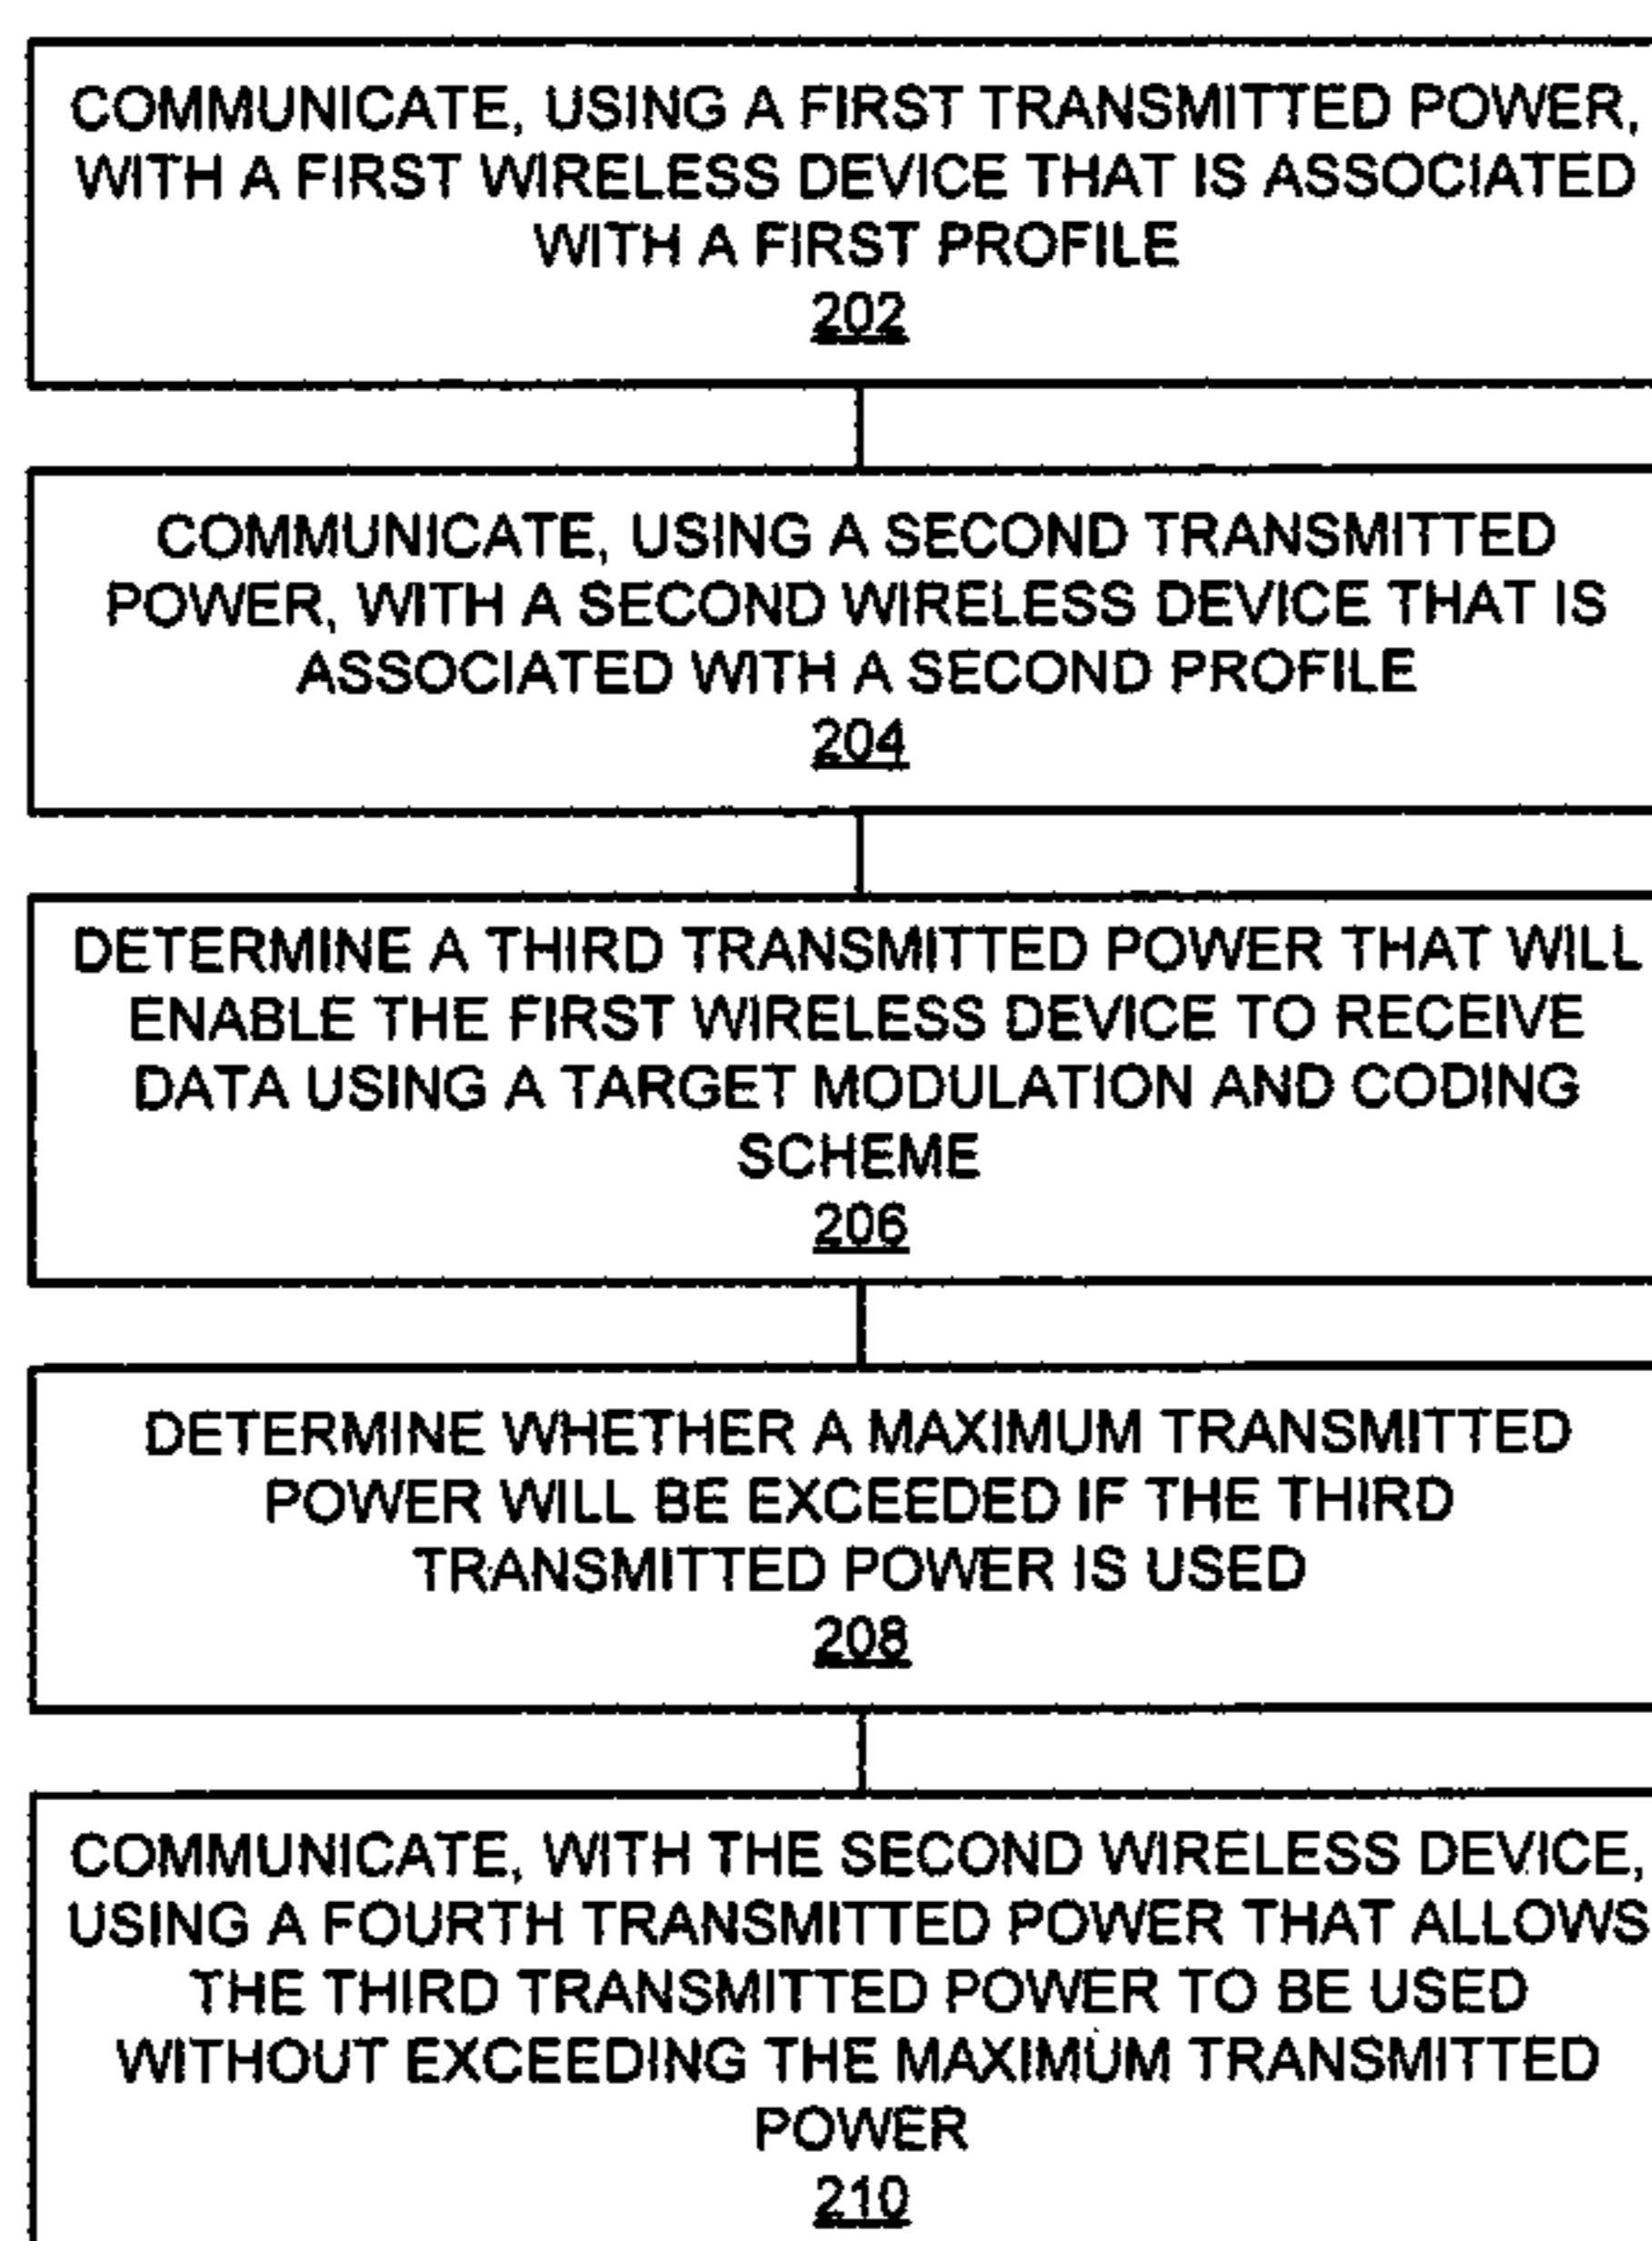 COMMUNICATE, USING A FIRST TRANSMITTED POWER,
WITH A FIRST WIRELESS DEVICE THAT IS ASSOCIATED
WITH A FIRST PROFILE
202
COMMUNICATE, USING A SECOND TRANSMITTED
POWER, WITH A SECOND WIRELESS DEVICE THAT IS
ASSOCIATED WITH A SECOND PROFILE
204
DETERMINE A THIRD TRANSMITTED POWER THAT WILL
ENABLE THE FIRST WIRELESS DEVICE TO RECEIVE
DATA USING A TARGET MODULATION AND CODING
SCHEME
206
DETERMINE WHETHER A MAXIMUM TRANSMITTED
POWER WILL BE EXCEEDED IF THE THIRD
TRANSMITTED POWER IS USED
208
COMMUNICATE, WITH THE SECOND WIRELESS DEVICE,
USING A FOURTH TRANSMITTED POWER THAT ALLOWS
THE THIRD TRANSMITTED POWER TO BE USED
WITHOUT EXCEEDING THE MAXIMUM TRANSMITTED
POWER
210